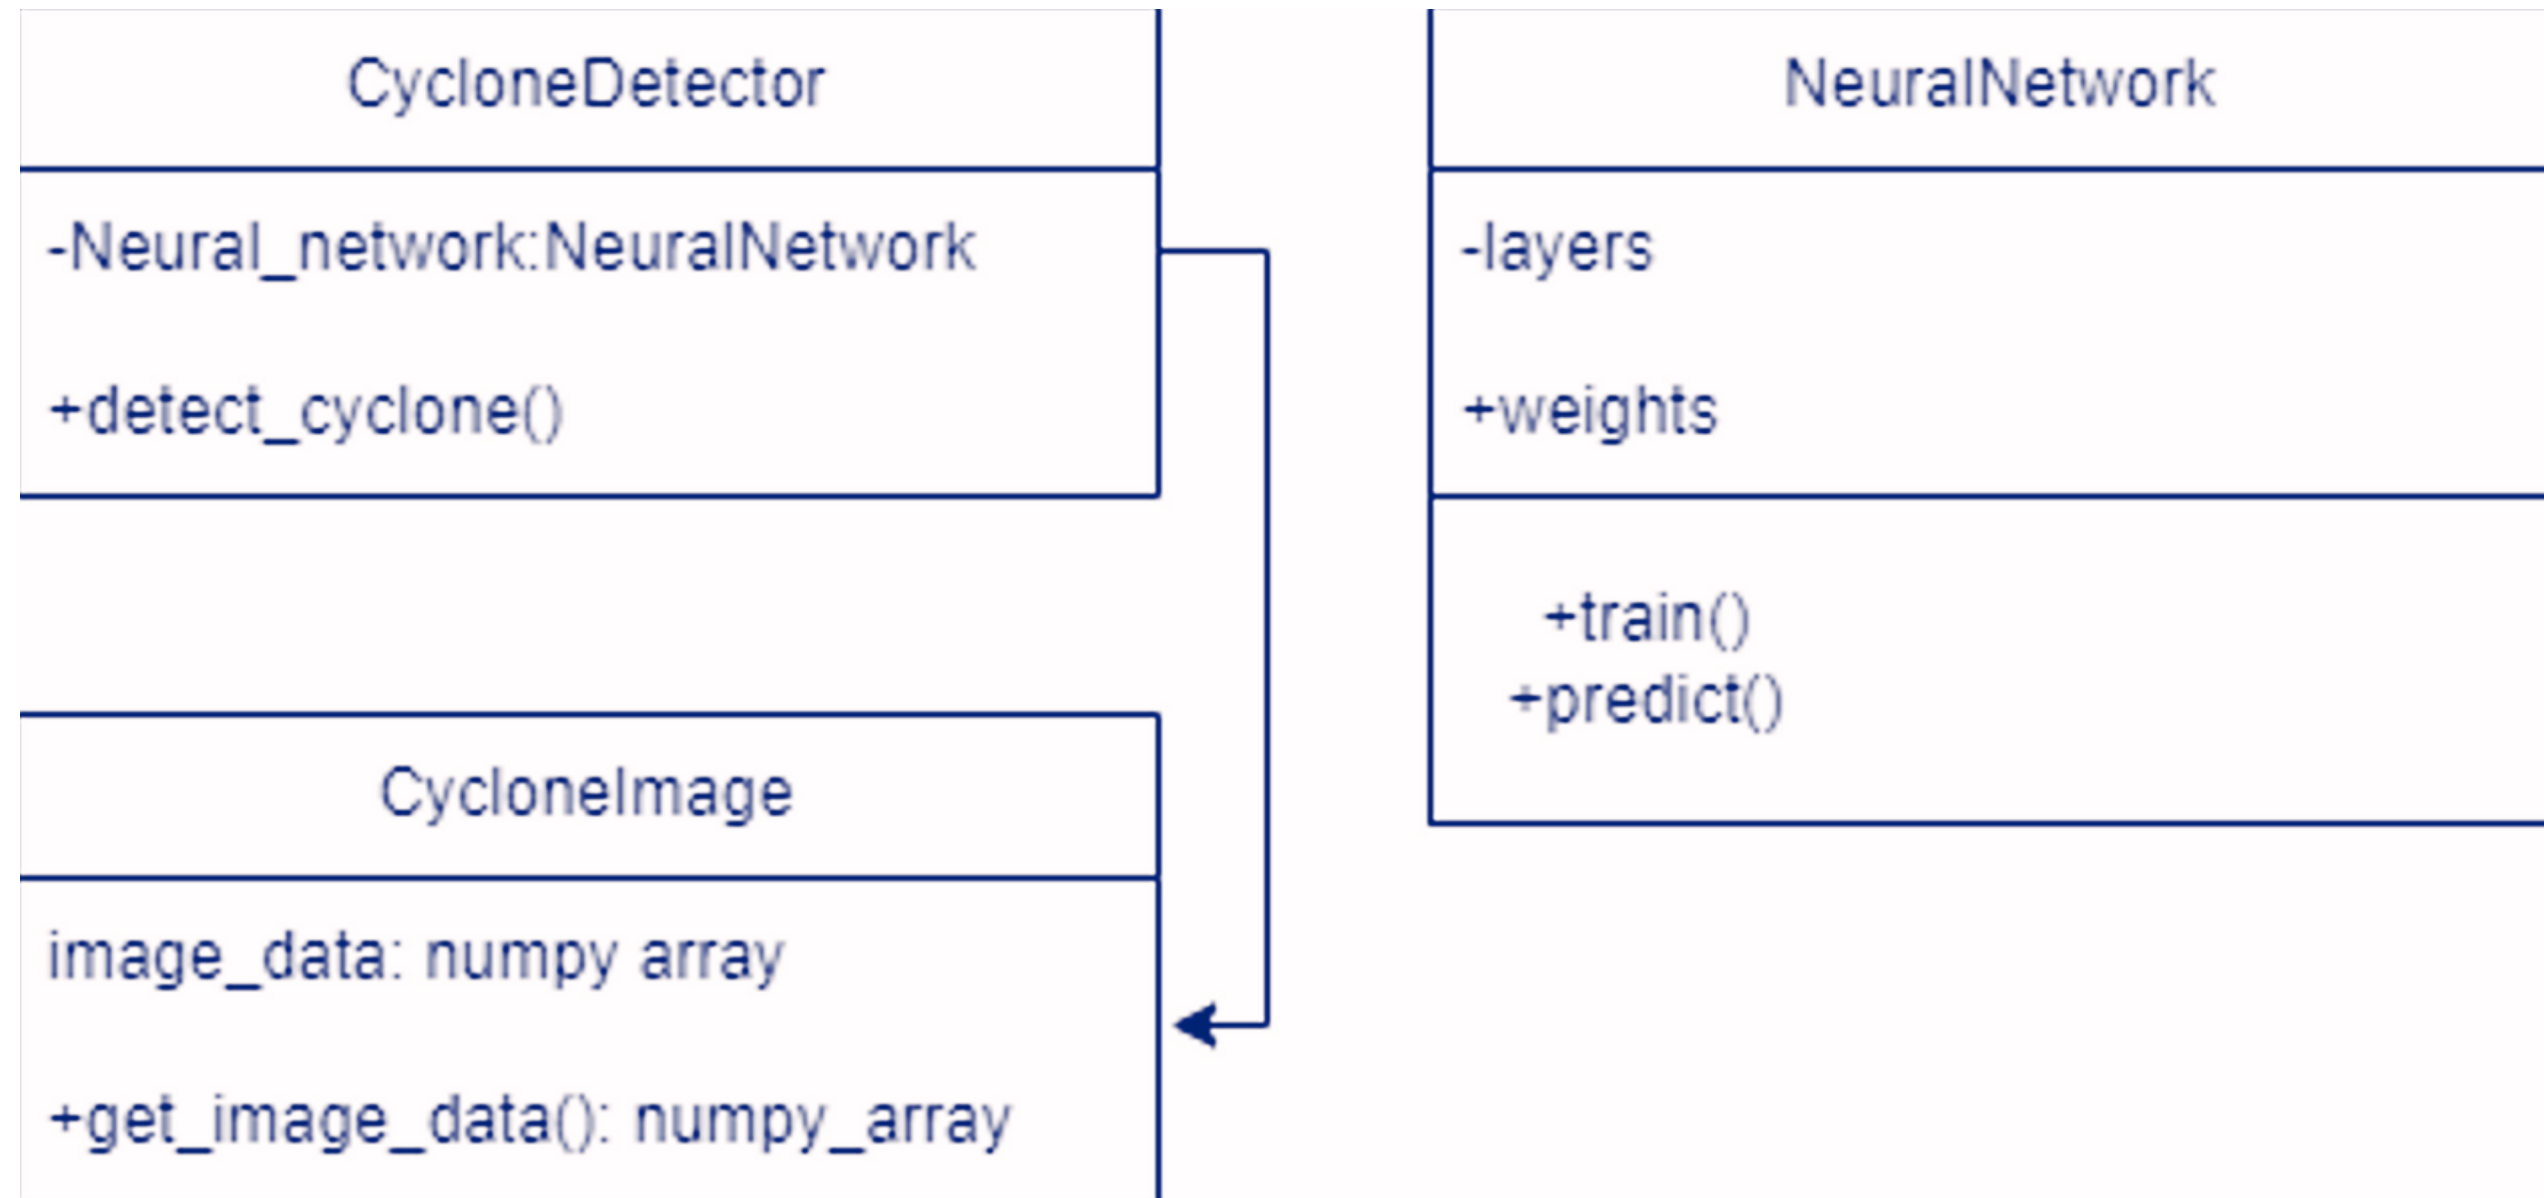 CycloneDetector
-Neural_network:NeuralNetwork
+detect_cyclone()
NeuralNetwork
-layers
+weights
+train()
+predict()
CycloneImage
image_data: numpy array
+get_image_data(): numpy_array